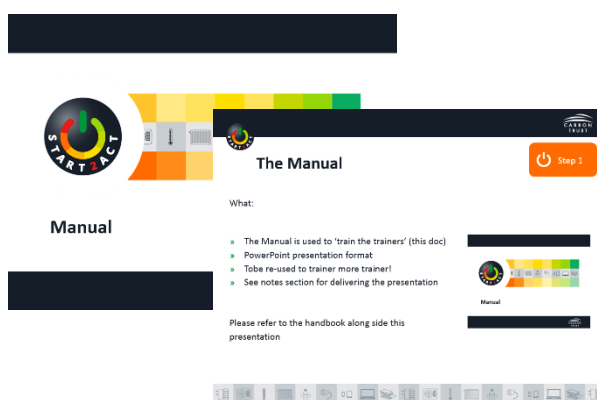 START2ACT
Manual
CARBON
TRUST
The Manual
Step 1
What:
» The Manual is used to ‘train the trainers’ (this doc)
» PowerPoint presentation format
» Tobe re-used to trainer more trainer!
» See notes section for delivering the presentation
Please refer to the handbook along side this
presentation
Manual